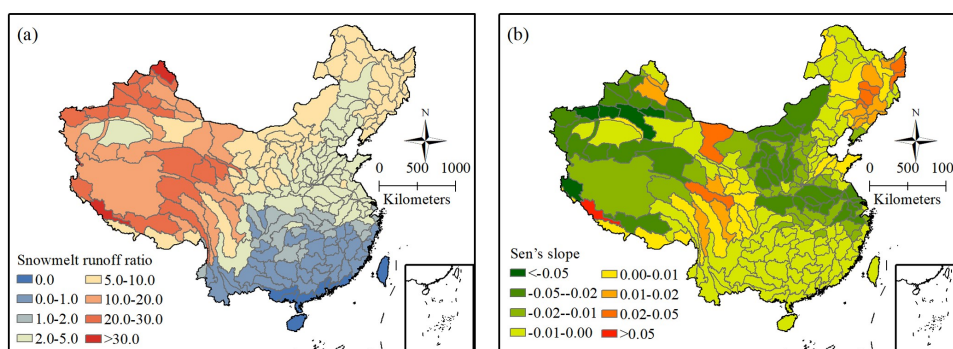 (a)
N
0 500 1000
Kilometers
Snowmelt runoff ratio
0.0
0.0-1.0
1.0-2.0
2.0-5.0
5.0-10.0
10.0-20.0
20.0-30.0
>30.0
(b)
N
0 500 1000
Kilometers
Sen's slope
<-0.05
-0.05--0.02
-0.02--0.01
-0.01-0.00
0.00-0.01
0.01-0.02
0.02-0.05
>0.05